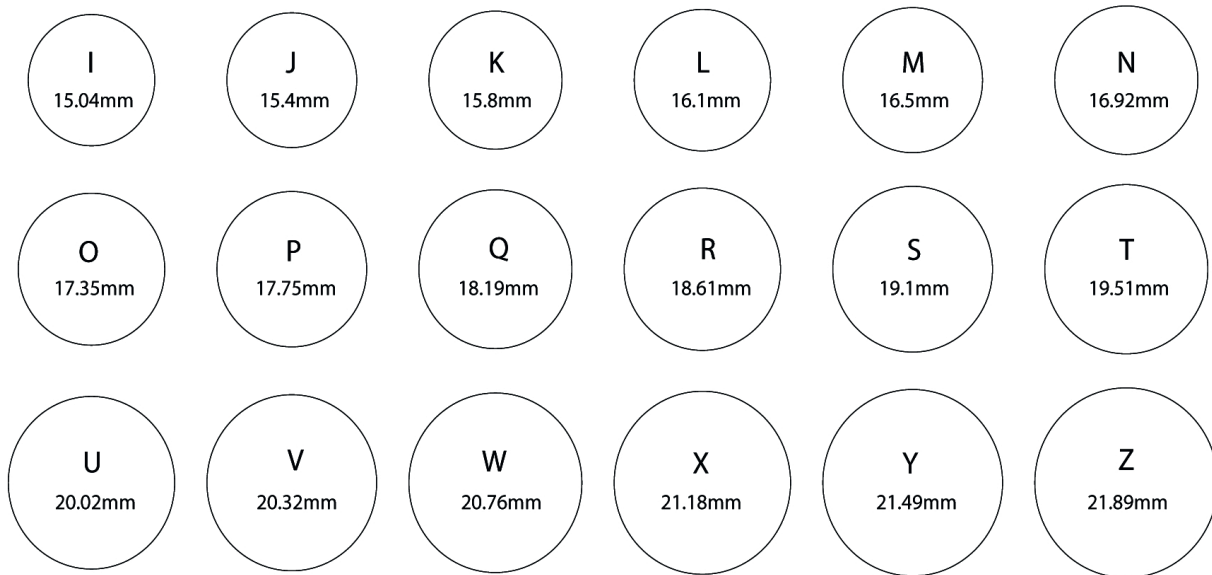 I
15.04mm
J
15.4mm
K
15.8mm
L
16.1mm
M
16.5mm
N
16.92mm
O
17.35mm
P
17.75mm
Q
18.19mm
R
18.61mm
S
19.1mm
T
19.51mm
U
20.02mm
V
20.32mm
W
20.76mm
X
21.18mm
Y
21.49mm
Z
21.89mm